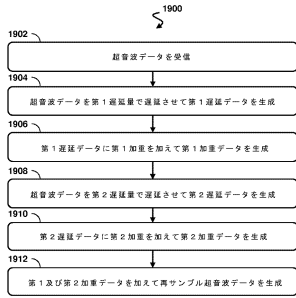 1900
1902
超音波データを受信
1904
超音波データを第1遅延量で遅延させて第1遅延データを生成
1906
第1遅延データに第1加重を加えて第1加重データを生成
1908
超音波データを第2遅延量で遅延させて第2遅延データを生成
1910
第2遅延データに第2加重を加えて第2加重データを生成
1912
第1及び第2加重データを加えて再サンプル超音波データを生成